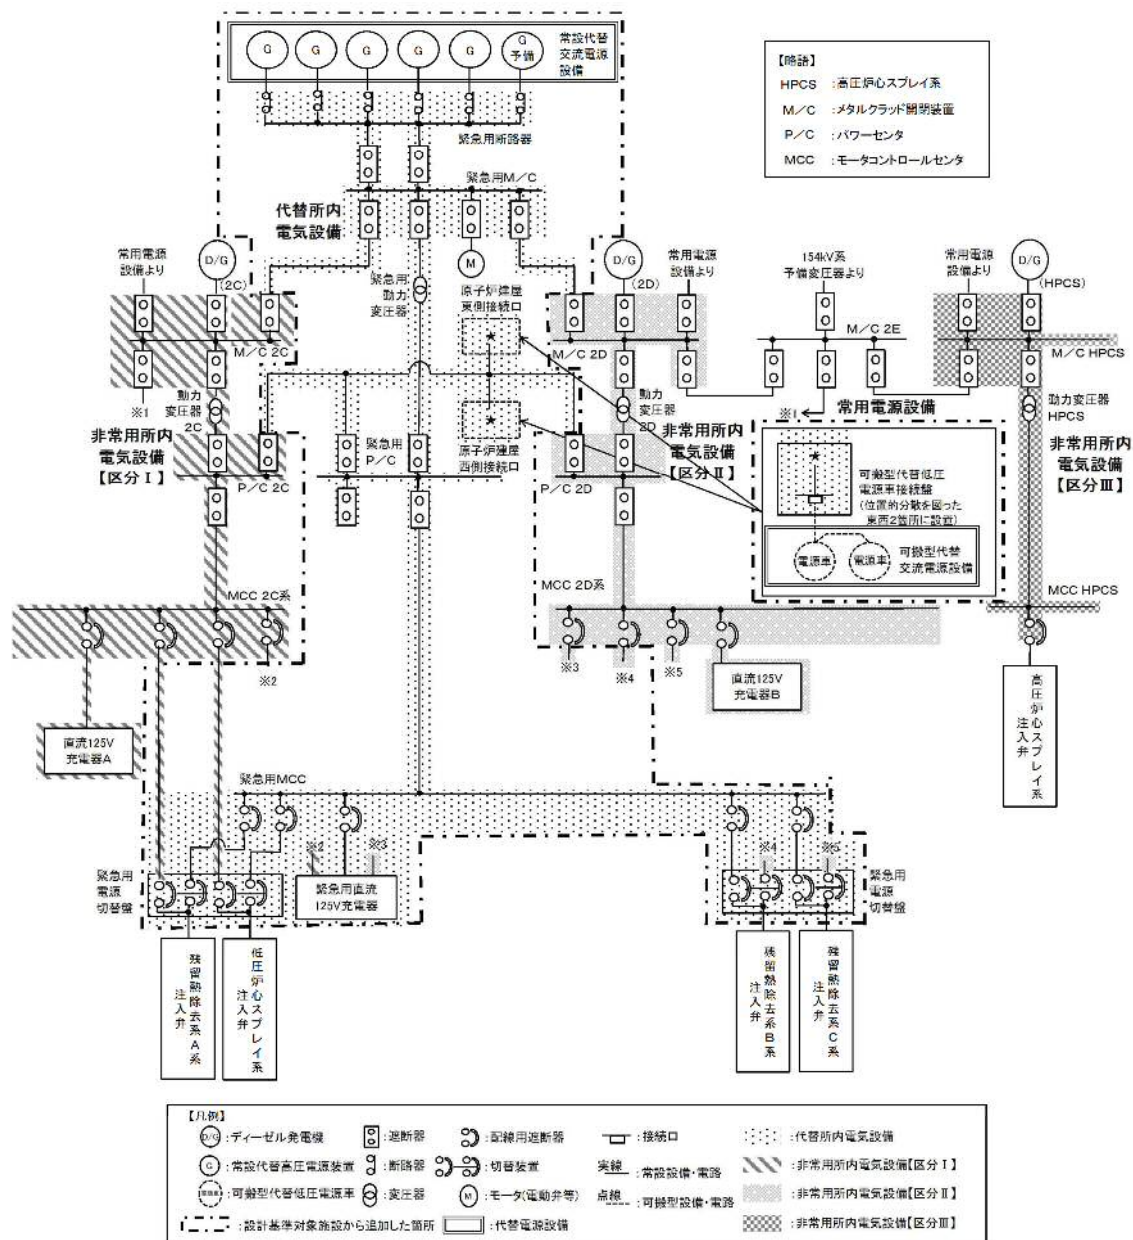 G
G
G
G
G
G
予備
常設代替
交流電源
設備
【略語】
HPCS :高圧炉心スプレイ系
M/C :メタルクラッド開閉装置
P/C :パワーセンタ
MCC :モータコントロールセンタ
緊急用断路器
緊急用M/C
代替所内
電気設備
常用電源
設備より
D/G
(2C)
緊急用
動力
変圧器
M
原子炉建屋
東側接続口
D/G
(2D)
常用電源
設備より
154kV系
予備変圧器より
常用電源
設備より
D/G
(HPCS)
M/C 2C
M/C 2D
M/C 2E
M/C HPCS
※1
動力
変圧器
2C
動力
変圧器
2D
※1
常用電源設備
動力変圧器
HPCS
非常用所内
電気設備
【区分Ⅰ】
緊急用
P/C
原子炉建屋
西側接続口
非常用所内
電気設備
【区分Ⅱ】
非常用所内
電気設備
【区分Ⅲ】
P/C 2C
P/C 2D
可搬型代替低圧
電源車接続盤
(位置的分散を図った
東西2箇所に設置)
電源車
電源車
可搬型代替
交流電源設備
MCC 2C系
MCC 2D系
MCC HPCS
※2
※3
※4
※5
直流125V
充電器A
直流125V
充電器B
高圧炉心スプレイ系
注入弁
緊急用MCC
※2
※3
※4
※5
緊急用
電源
切替盤
緊急用直流
125V充電器
緊急用
電源
切替盤
残留熱除去系A系
注入弁
低圧炉心スプレイ系
注入弁
残留熱除去系B系
注入弁
残留熱除去系C系
注入弁
【凡例】
D/G :ディーゼル発電機
:遮断器
:配線用遮断器
:接続口
:代替所内電気設備
G :常設代替高圧電源装置
:断路器
:切替装置
実線 :常設設備・電路
:非常用所内電気設備【区分Ⅰ】
電源車 :可搬型代替低圧電源車
:変圧器
M :モータ(電動弁等)
点線 :可搬型設備・電路
:非常用所内電気設備【区分Ⅱ】
:設計基準対象施設から追加した箇所
:代替電源設備
:非常用所内電気設備【区分Ⅲ】